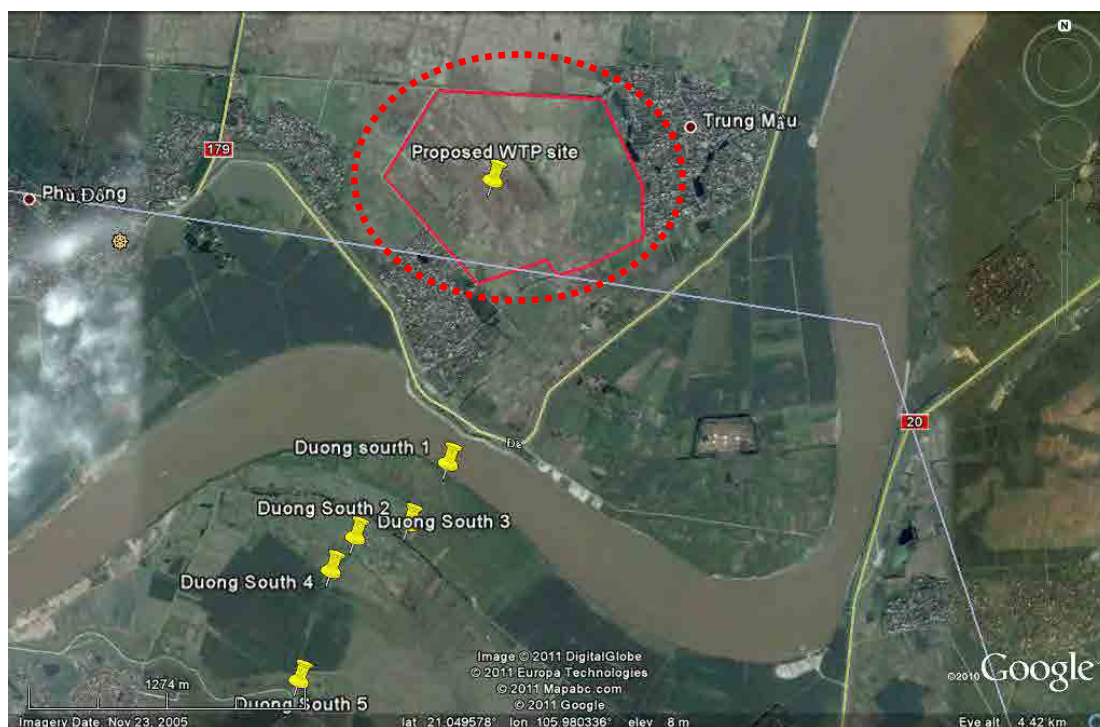 N
Trung Mầu
179
Proposed WTP site
Phù Đổng
20
Duong sourth 1
Đê
Duong South 2
Duong South 3
Duong South 4
Duong South 5
1274 m
Image © 2011 DigitalGlobe
© 2011 Europa Technologies
© 2011 Mapabc.com
© 2011 Google
©2010 Google
Imagery Date: Nov 23, 2005
lat 21.049578° lon 105.980336° elev 8 m
Eye alt 4.42 km